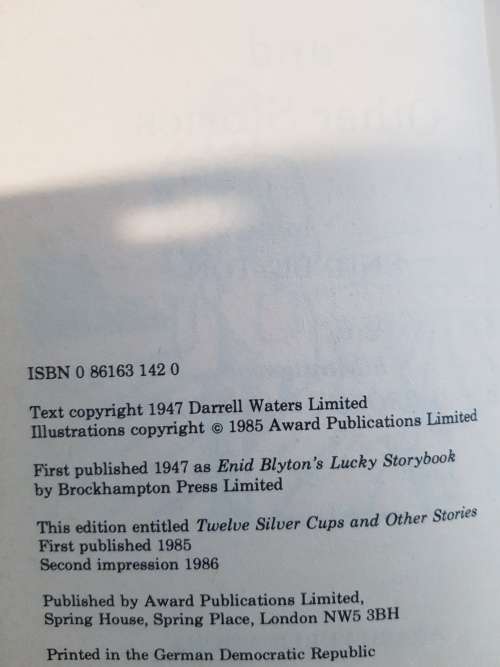 ISBN 0 86163 142 0
Text copyright 1947 Darrell Waters Limited
Illustrations copyright © 1985 Award Publications Limited
First published 1947 as Enid Blyton's Lucky Storybook
by Brockhampton Press Limited
This edition entitled Twelve Silver Cups and Other Stories
First published 1985
Second impression 1986
Published by Award Publications Limited,
Spring House, Spring Place, London NW5 3BH
Printed in the German Democratic Republic